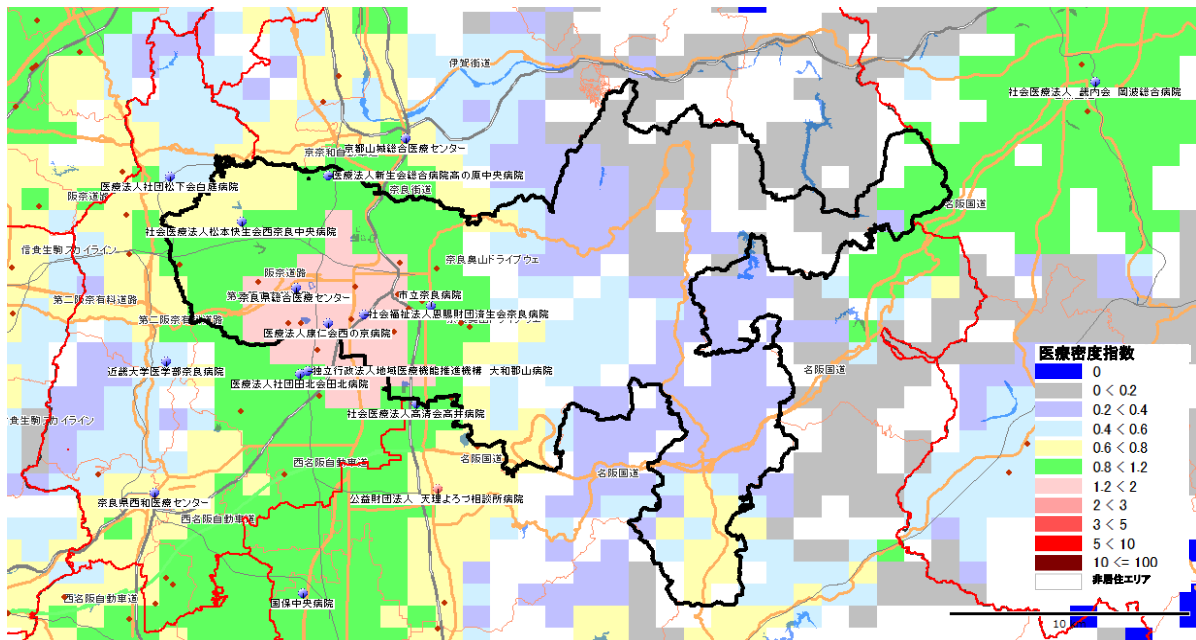 伊賀街道
社会医療法人 畿内会 岡波総合病院
京都山城総合医療センター
京奈和自動車道
医療法人新生会総合病院高の原中央病院
医療法人社団松下会白庭病院
奈良街道
阪奈道路
名阪国道
社会医療法人松本快生会西奈良中央病院
信貴生駒スカイライン
奈良奥山ドライブウェ
阪奈道路
第二阪奈有料道路
奈良県総合医療センター
市立奈良病院
社会福祉法人恩賜財団済生会奈良病院
第二阪奈有
医療法人康仁会西の京病院
近畿大学医学部奈良病院
独立行政法人地域医療機能推進機構 大和郡山病院
名阪国道
医療法人社団田北会田北病院
社会医療法人高清会高井病院
生駒スカイライン
西名阪自動車道
名阪国道
名阪国道
奈良県西和医療センター
公益財団法人 天理よろづ相談所病院
西名阪自動車道
西名阪自動車道
国保中央病院
医療密度指数
0
0 < 0.2
0.2 < 0.4
0.4 < 0.6
0.6 < 0.8
0.8 < 1.2
1.2 < 2
2 < 3
3 < 5
5 < 10
10 <= 100
非居住エリア
10